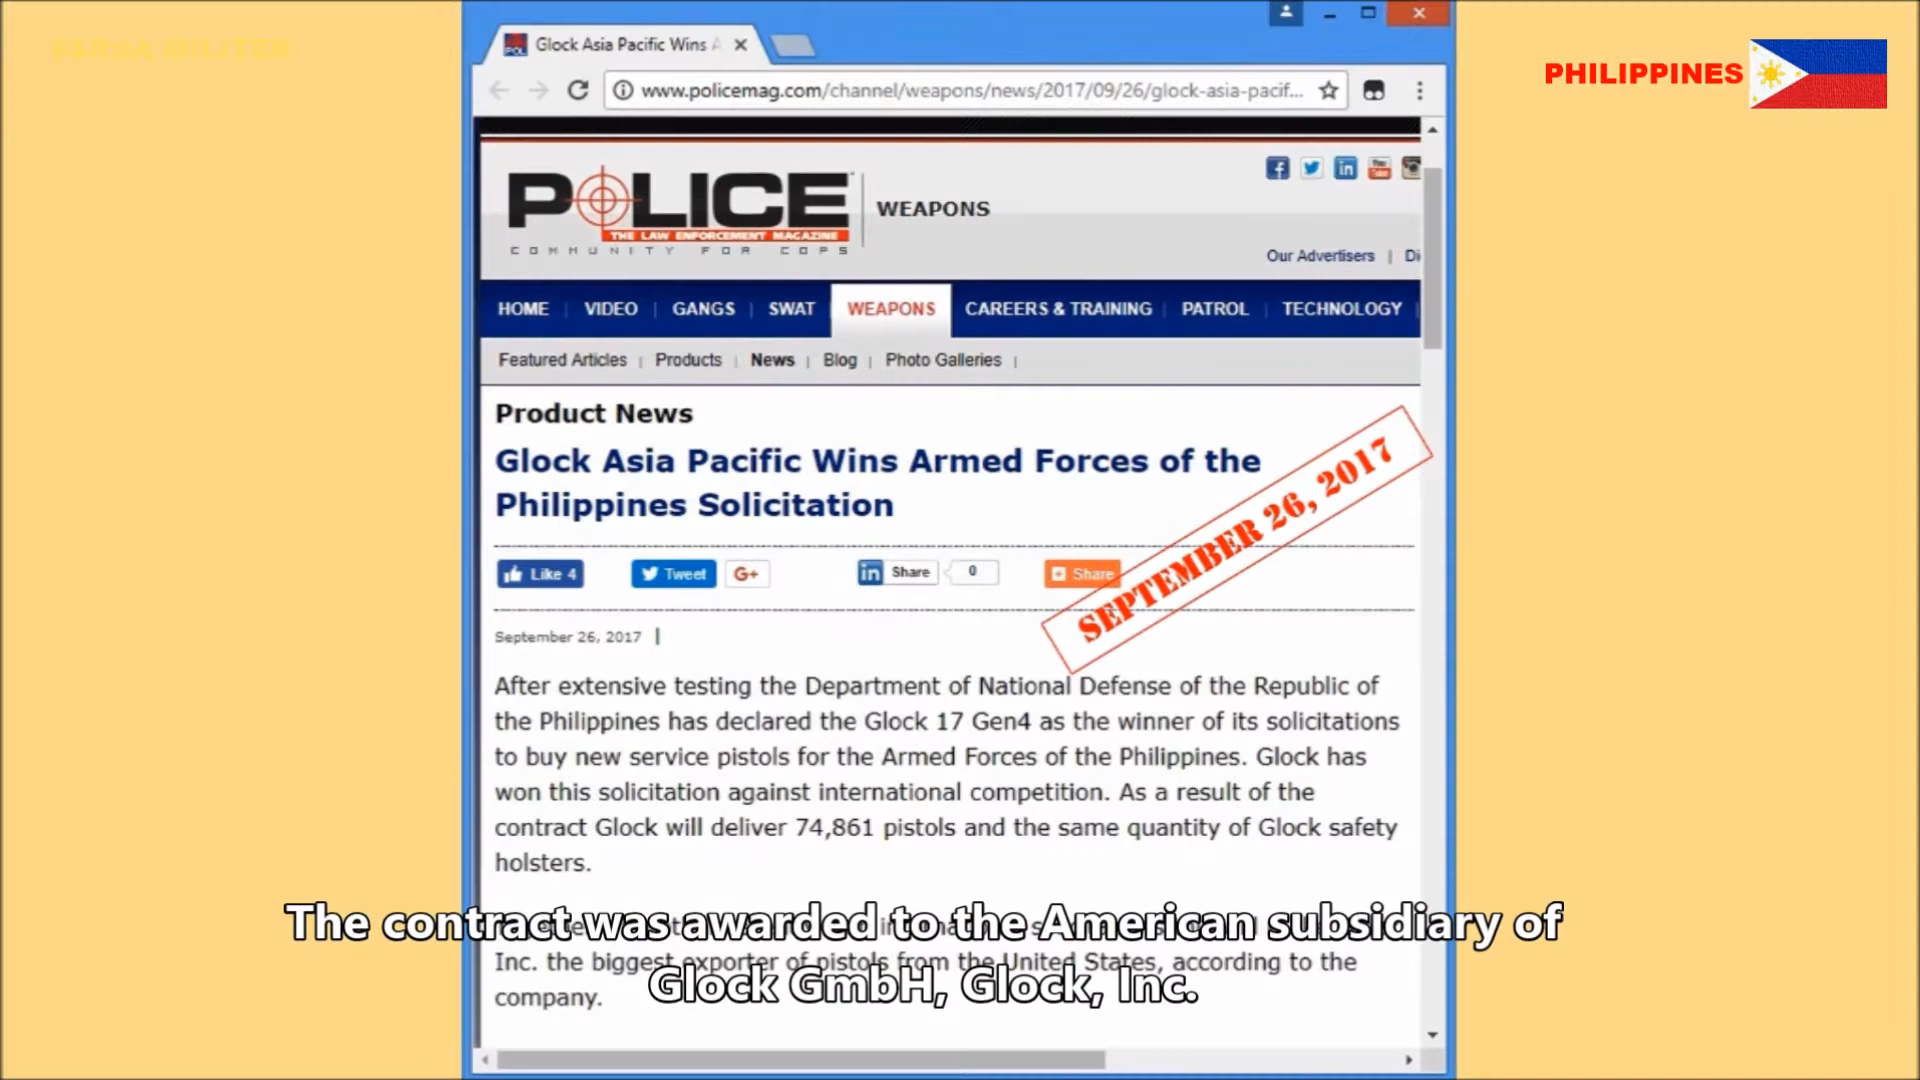 Glock Asia Pacific Wins A
PHILIPPINES
www.policemag.com/channel/weapons/news/2017/09/26/glock-asia-pacif...
POLICE
THE LAW ENFORCEMENT MAGAZINE
COMMUNITY FOR COPS
WEAPONS
Our Advertisers | Di
HOME | VIDEO | GANGS | SWAT | WEAPONS | CAREERS & TRAINING | PATROL | TECHNOLOGY
Featured Articles | Products | News | Blog | Photo Galleries |
Product News
Glock Asia Pacific Wins Armed Forces of the
Philippines Solicitation
SEPTEMBER 26, 2017
Like 4 Tweet G+ in Share 0 Share
September 26, 2017 |
After extensive testing the Department of National Defense of the Republic of
the Philippines has declared the Glock 17 Gen4 as the winner of its solicitations
to buy new service pistols for the Armed Forces of the Philippines. Glock has
won this solicitation against international competition. As a result of the
contract Glock will deliver 74,861 pistols and the same quantity of Glock safety
holsters.
The contract was awarded to the American subsidiary of
Inc. the biggest exporter of pistols from the United States, according to the
Glock GmbH, Glock, Inc.
company.